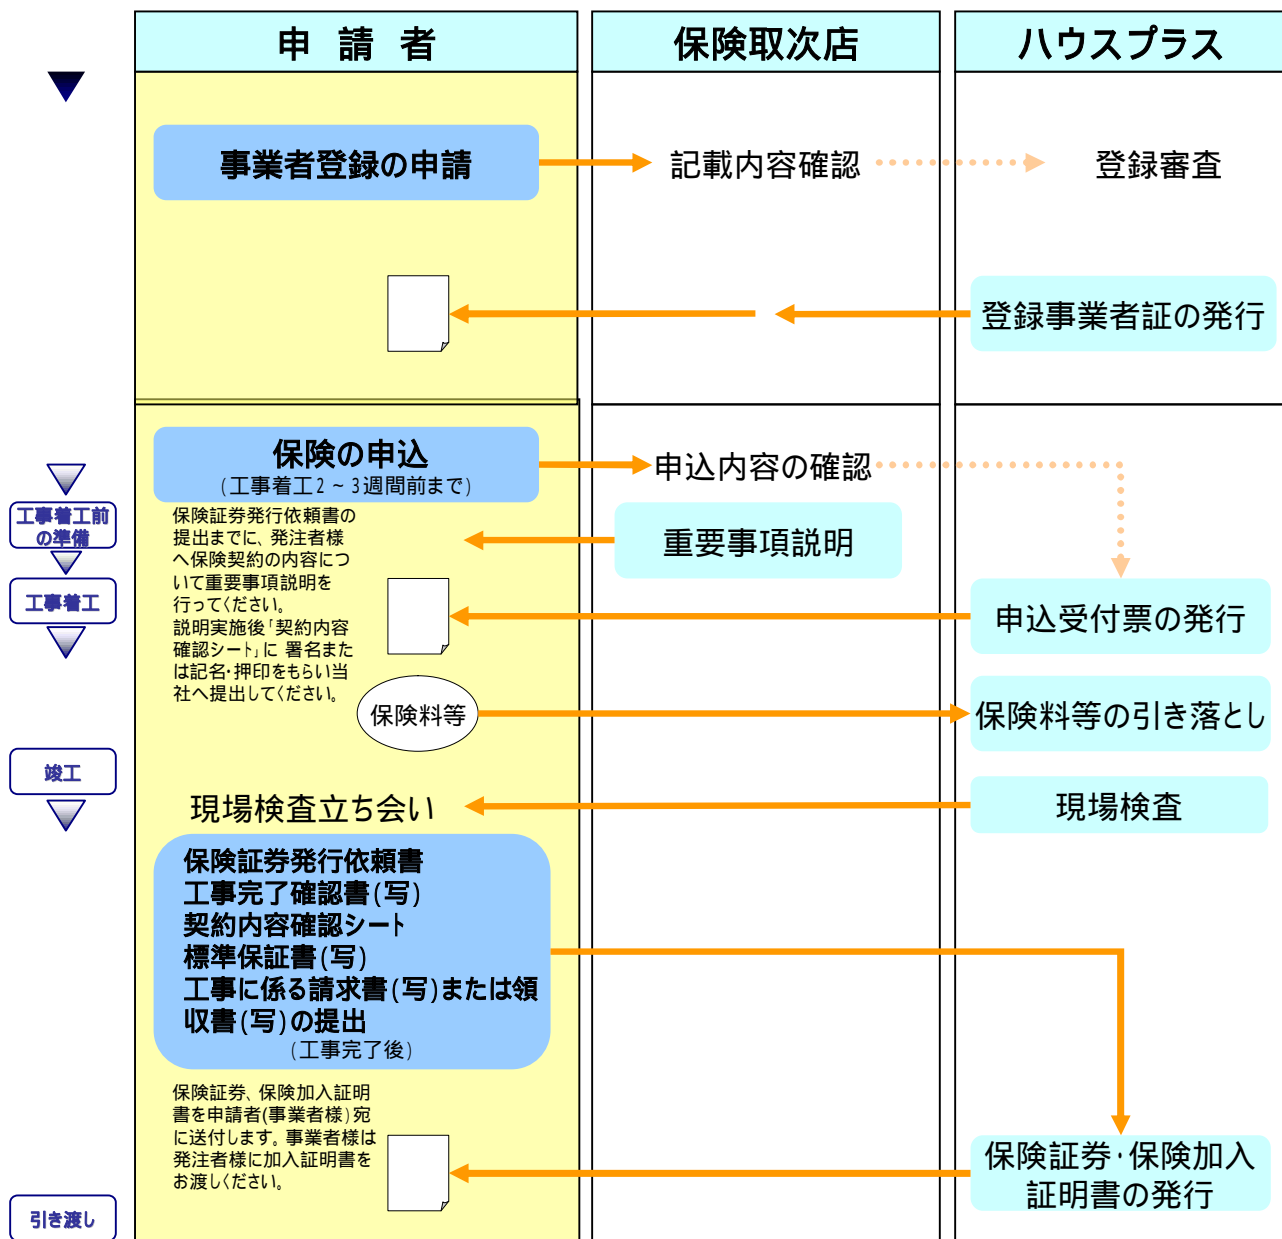 申請者
保険取次店
ハウスプラス
事業者登録の申請
記載内容確認
登録審査
登録事業者証の発行
保険の申込
(工事着工2~3週間前まで)
申込内容の確認
工事着工前
の準備
保険証券発行依頼書の
提出までに、発注者様
へ保険契約の内容につ
いて重要事項説明を
行ってください。
説明実施後「契約内容
確認シート」に 署名また
は記名・押印をもらい当
社へ提出してください。
重要事項説明
工事着工
申込受付票の発行
保険料等
保険料等の引き落とし
竣工
現場検査立ち会い
現場検査
保険証券発行依頼書
工事完了確認書(写)
契約内容確認シート
標準保証書(写)
工事に係る請求書(写)または領
収書(写)の提出
(工事完了後)
保険証券、保険加入証明
書を申請者(事業者様)宛
に送付します。事業者様は
発注者様に加入証明書を
お渡しください。
保険証券・保険加入
証明書の発行
引き渡し